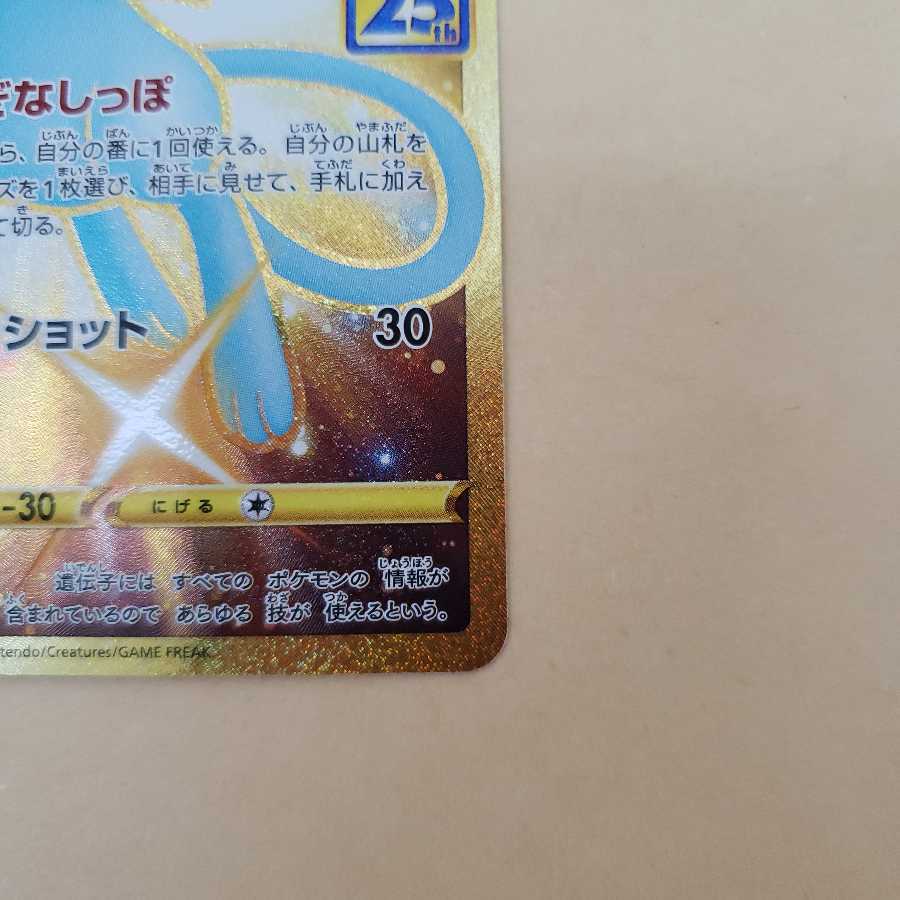 25th
ぞなしっぽ
ら、自分の番に1回使える。自分の山札を
ズを1枚選び、相手に見せて、手札に加え
て切る。
ショット 30
-30 にげる
遺伝子には すべての ポケモンの 情報が
含まれているので あらゆる 技が 使えるという。
ntendo/Creatures/GAME FREAK